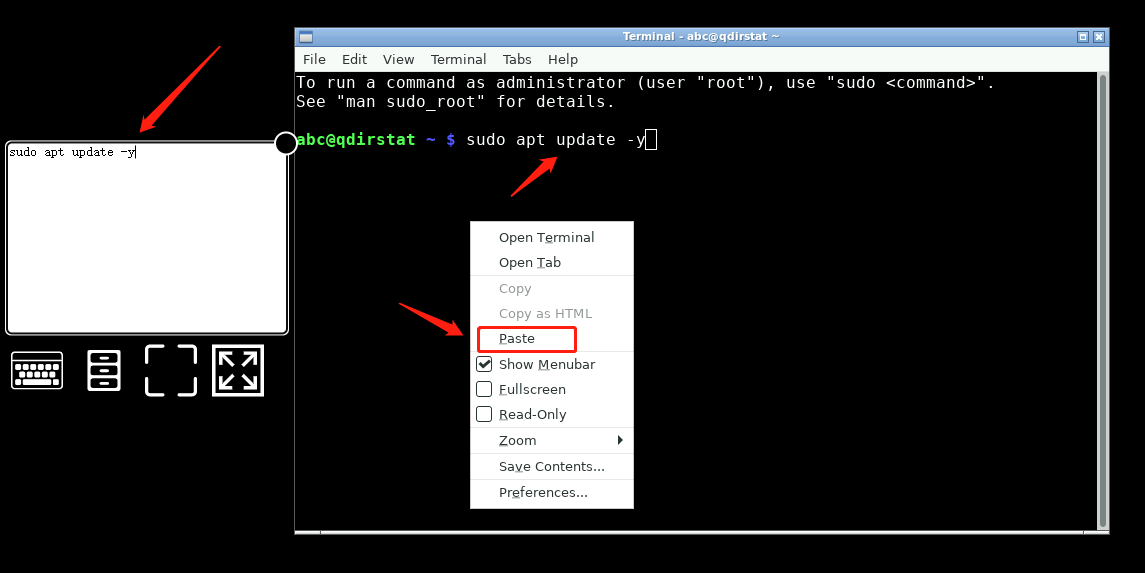 Terminal - abc@qdirstat ~
File Edit View Terminal Tabs Help
To run a command as administrator (user "root"), use "sudo <command>".
See "man sudo_root" for details.
abc@qdirstat ~ $ sudo apt update -y
sudo apt update -y
Open Terminal
Open Tab
Copy
Copy as HTML
Paste
Show Menubar
Fullscreen
Read-Only
Zoom
Save Contents...
Preferences...